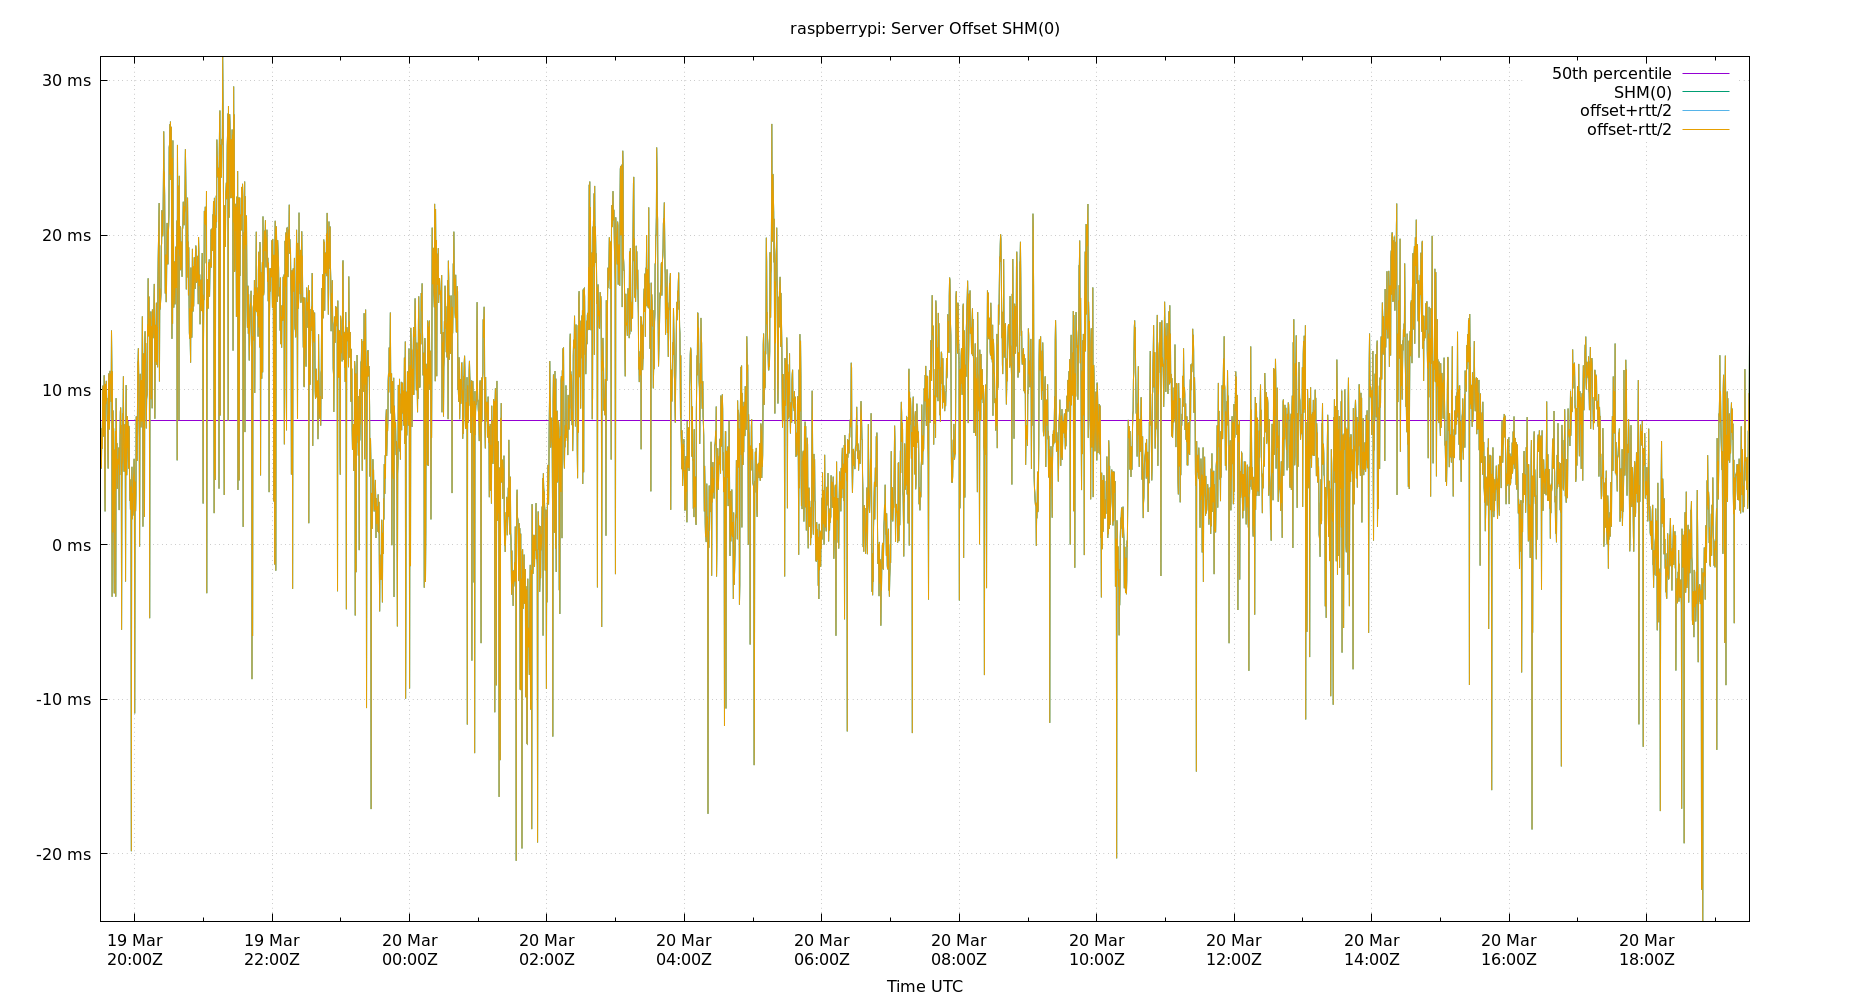 raspberrypi: Server Offset SHM(0)
50th percentile
SHM(0)
offset+rtt/2
offset-rtt/2
30 ms
20 ms
10 ms
0 ms
-10 ms
-20 ms
19 Mar 19 Mar 20 Mar 20 Mar 20 Mar 20 Mar 20 Mar 20 Mar 20 Mar 20 Mar 20 Mar 20 Mar
20:00Z 22:00Z 00:00Z 02:00Z 04:00Z 06:00Z 08:00Z 10:00Z 12:00Z 14:00Z 16:00Z 18:00Z
Time UTC